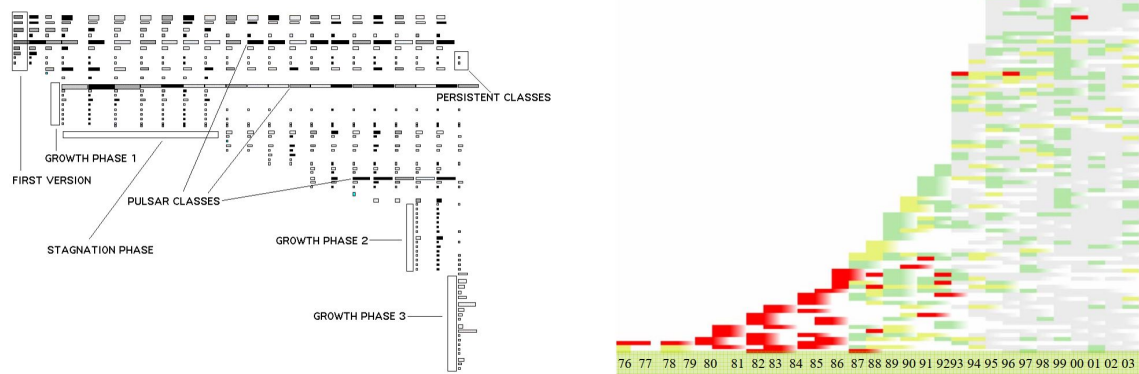 PERSISTENT CLASSES
GROWTH PHASE 1
FIRST VERSION
PULSAR CLASSES
STAGNATION PHASE
GROWTH PHASE 2
GROWTH PHASE 3
76 77 78 79 80 81 82 83 84 85 86 87 88 89 90 91 92 93 94 95 96 97 98 99 00 01 02 03